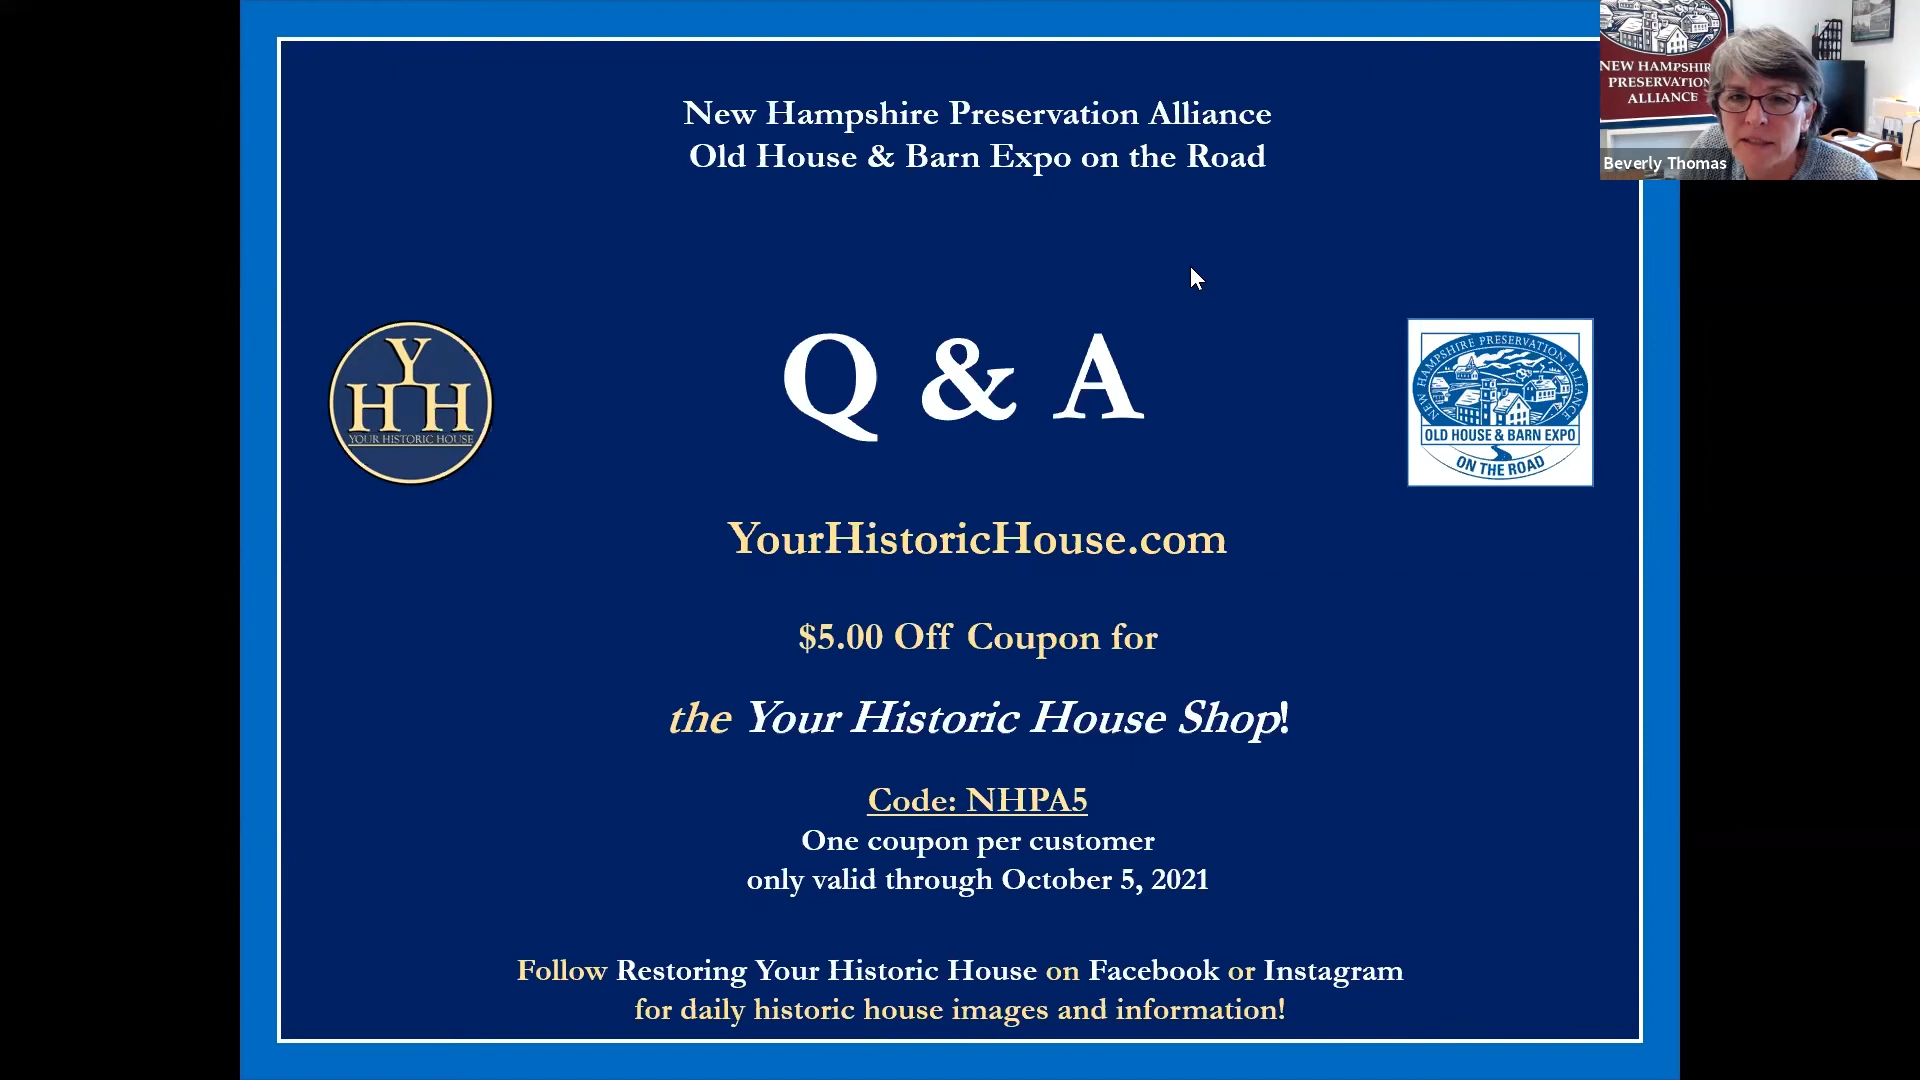 New Hampshire Preservation Alliance
Old House & Barn Expo on the Road
NEW HAMPSHIR
PRESERVATION
ALLIANCE
Beverly Thomas
Q & A
Y
H H
YOUR HISTORIC HOUSE
NEW HAMPSHIRE PRESERVATION ALLIANCE
OLD HOUSE & BARN EXPO
ON THE ROAD
YourHistoricHouse.com
$5.00 Off Coupon for
the Your Historic House Shop!
Code: NHPA5
One coupon per customer
only valid through October 5, 2021
Follow Restoring Your Historic House on Facebook or Instagram
for daily historic house images and information!